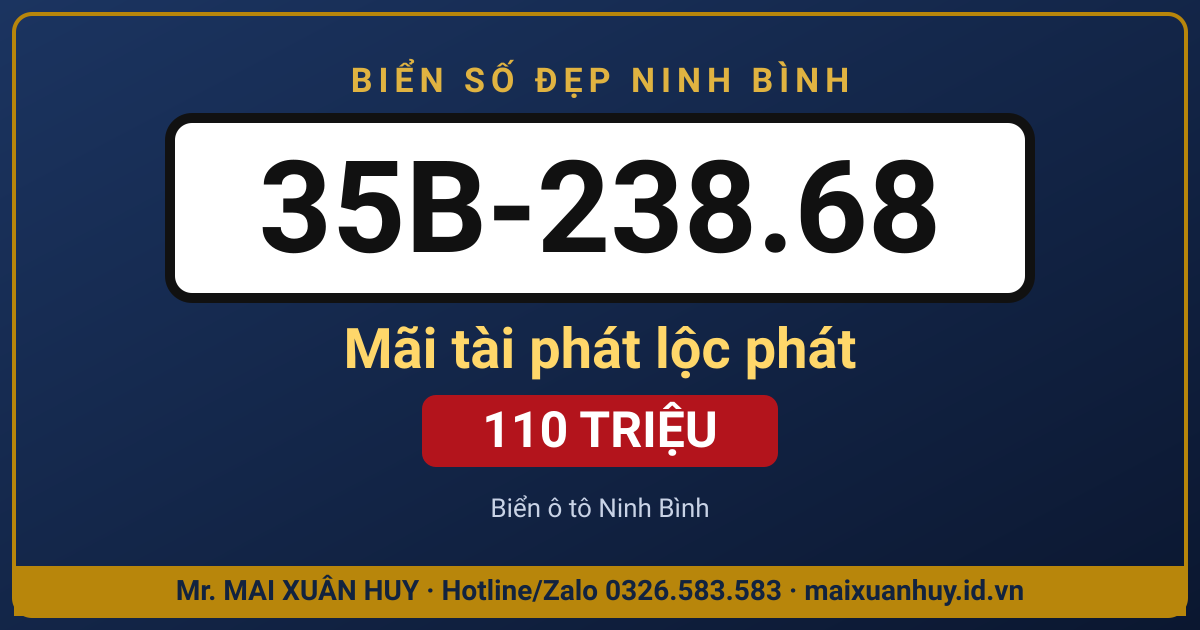 BIỂN SỐ ĐẸP NINH BÌNH
35B-238.68
Mãi tài phát lộc phát
110 TRIỆU
Biển ô tô Ninh Bình
Mr. MAI XUÂN HUY · Hotline/Zalo 0326.583.583 · maixuanhuy.id.vn